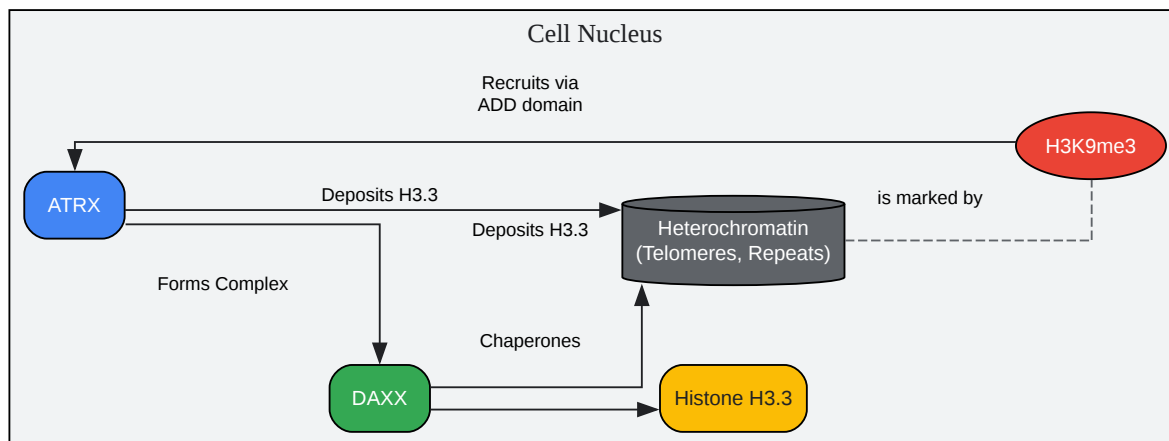 Cell Nucleus
Recruits via
ADD domain
H3K9me3
ATRX
Deposits H3.3
is marked by
Deposits H3.3
Heterochromatin
(Telomeres, Repeats)
Forms Complex
Chaperones
DAXX
Histone H3.3